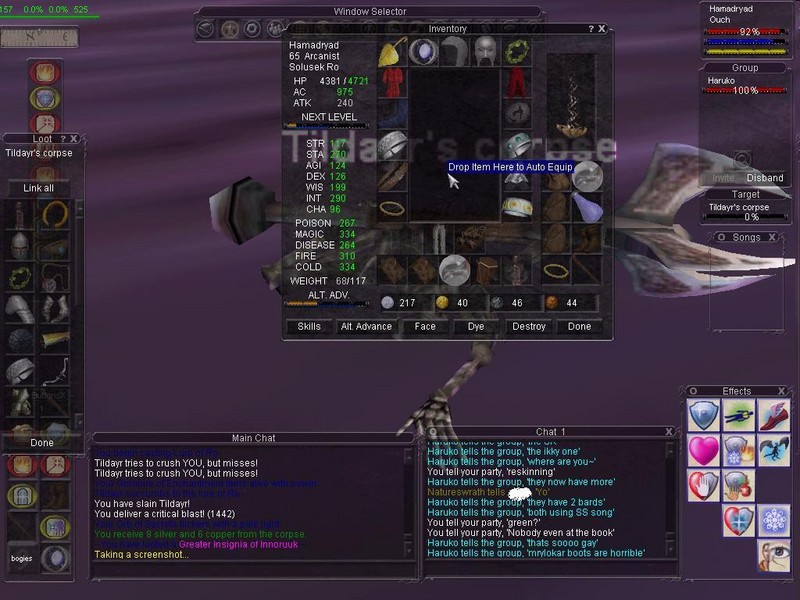 157 0.0% 0.0% 525
Window Selector
Inventory
? X
Hamadryad
65 Arcanist
Solusek Ro
HP 4381 / 4721
AC 975
ATK 240
NEXT LEVEL
STR
STA
AGI 124
DEX 126
WIS 199
INT 290
CHA 96
POISON 267
MAGIC 334
DISEASE 264
FIRE 310
COLD 334
WEIGHT 68/117
ALT. ADV.
Tildayr's corpse
Drop Item Here to Auto Equip
217 40 46 44
Skills Alt. Advance Face Dye Destroy Done
Loot ? X
Tildayr's corpse
Link all
Done
bogies
Hamadryad
Ouch
92%
Group
Haruko
100%
Invite Disband
Target
Tildayr's corpse
0%
Songs X
Effects X
Main Chat
Tildayr tries to crush YOU, but misses!
Tildayr tries to crush YOU, but misses!
You have slain Tildayr!
You deliver a critical blast! (1442)
You receive 8 silver and 6 copper from the corpse.
Greater Insignia of Innoruuk
Taking a screenshot...
Chat 1 X
Haruko tells the group, 'the ikky one'
Haruko tells the group, 'where are you~'
You tell your party, 'reskinning'
Haruko tells the group, 'they now have more'
Natureswrath tells 'Yo'
Haruko tells the group, 'they have 2 bards'
Haruko tells the group, 'both using SS song'
You tell your party, 'green?'
You tell your party, 'Nobody even at the book'
Haruko tells the group, 'thats soooo gay'
Haruko tells the group, 'mrylokar boots are horrible'